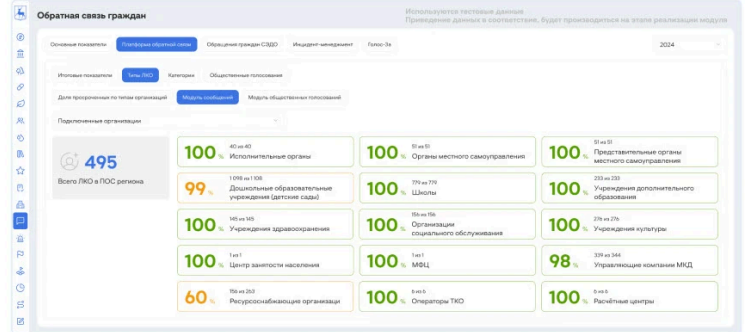 Обратная связь граждан
Используются тестовые данные
Приведение данных в соответствие, будет производиться на этапе реализации модуля
Основные показатели
Платформа обратной связи
Обращения граждан СЭДО
Инцидент-менеджмент
Голос-Эл
2024
Итоговые показатели
Типы ЛКО
Категории
Общественные голосования
Доля просроченных по типам организаций
Модуль сообщений
Модуль общественных голосований
Подключенные организации
495
Всего ЛКО в ПОС региона
100 %
40 из 40
Исполнительные органы
100 %
51 из 51
Органы местного самоуправления
100 %
51 из 51
Представительные органы
местного самоуправления
99 %
1 098 из 1 108
Дошкольные образовательные
учреждения (детские сады)
100 %
779 из 779
Школы
100 %
233 из 233
Учреждения дополнительного
образования
100 %
145 из 145
Учреждения здравоохранения
100 %
156 из 156
Организации
социального обслуживания
100 %
276 из 276
Учреждения культуры
100 %
1 из 1
Центр занятости населения
100 %
1 из 1
МФЦ
98 %
339 из 344
Управляющие компании МКД
60 %
156 из 263
Ресурсоснабжающие организаци
100 %
6 из 6
Операторы ТКО
100 %
6 из 6
Расчётные центры